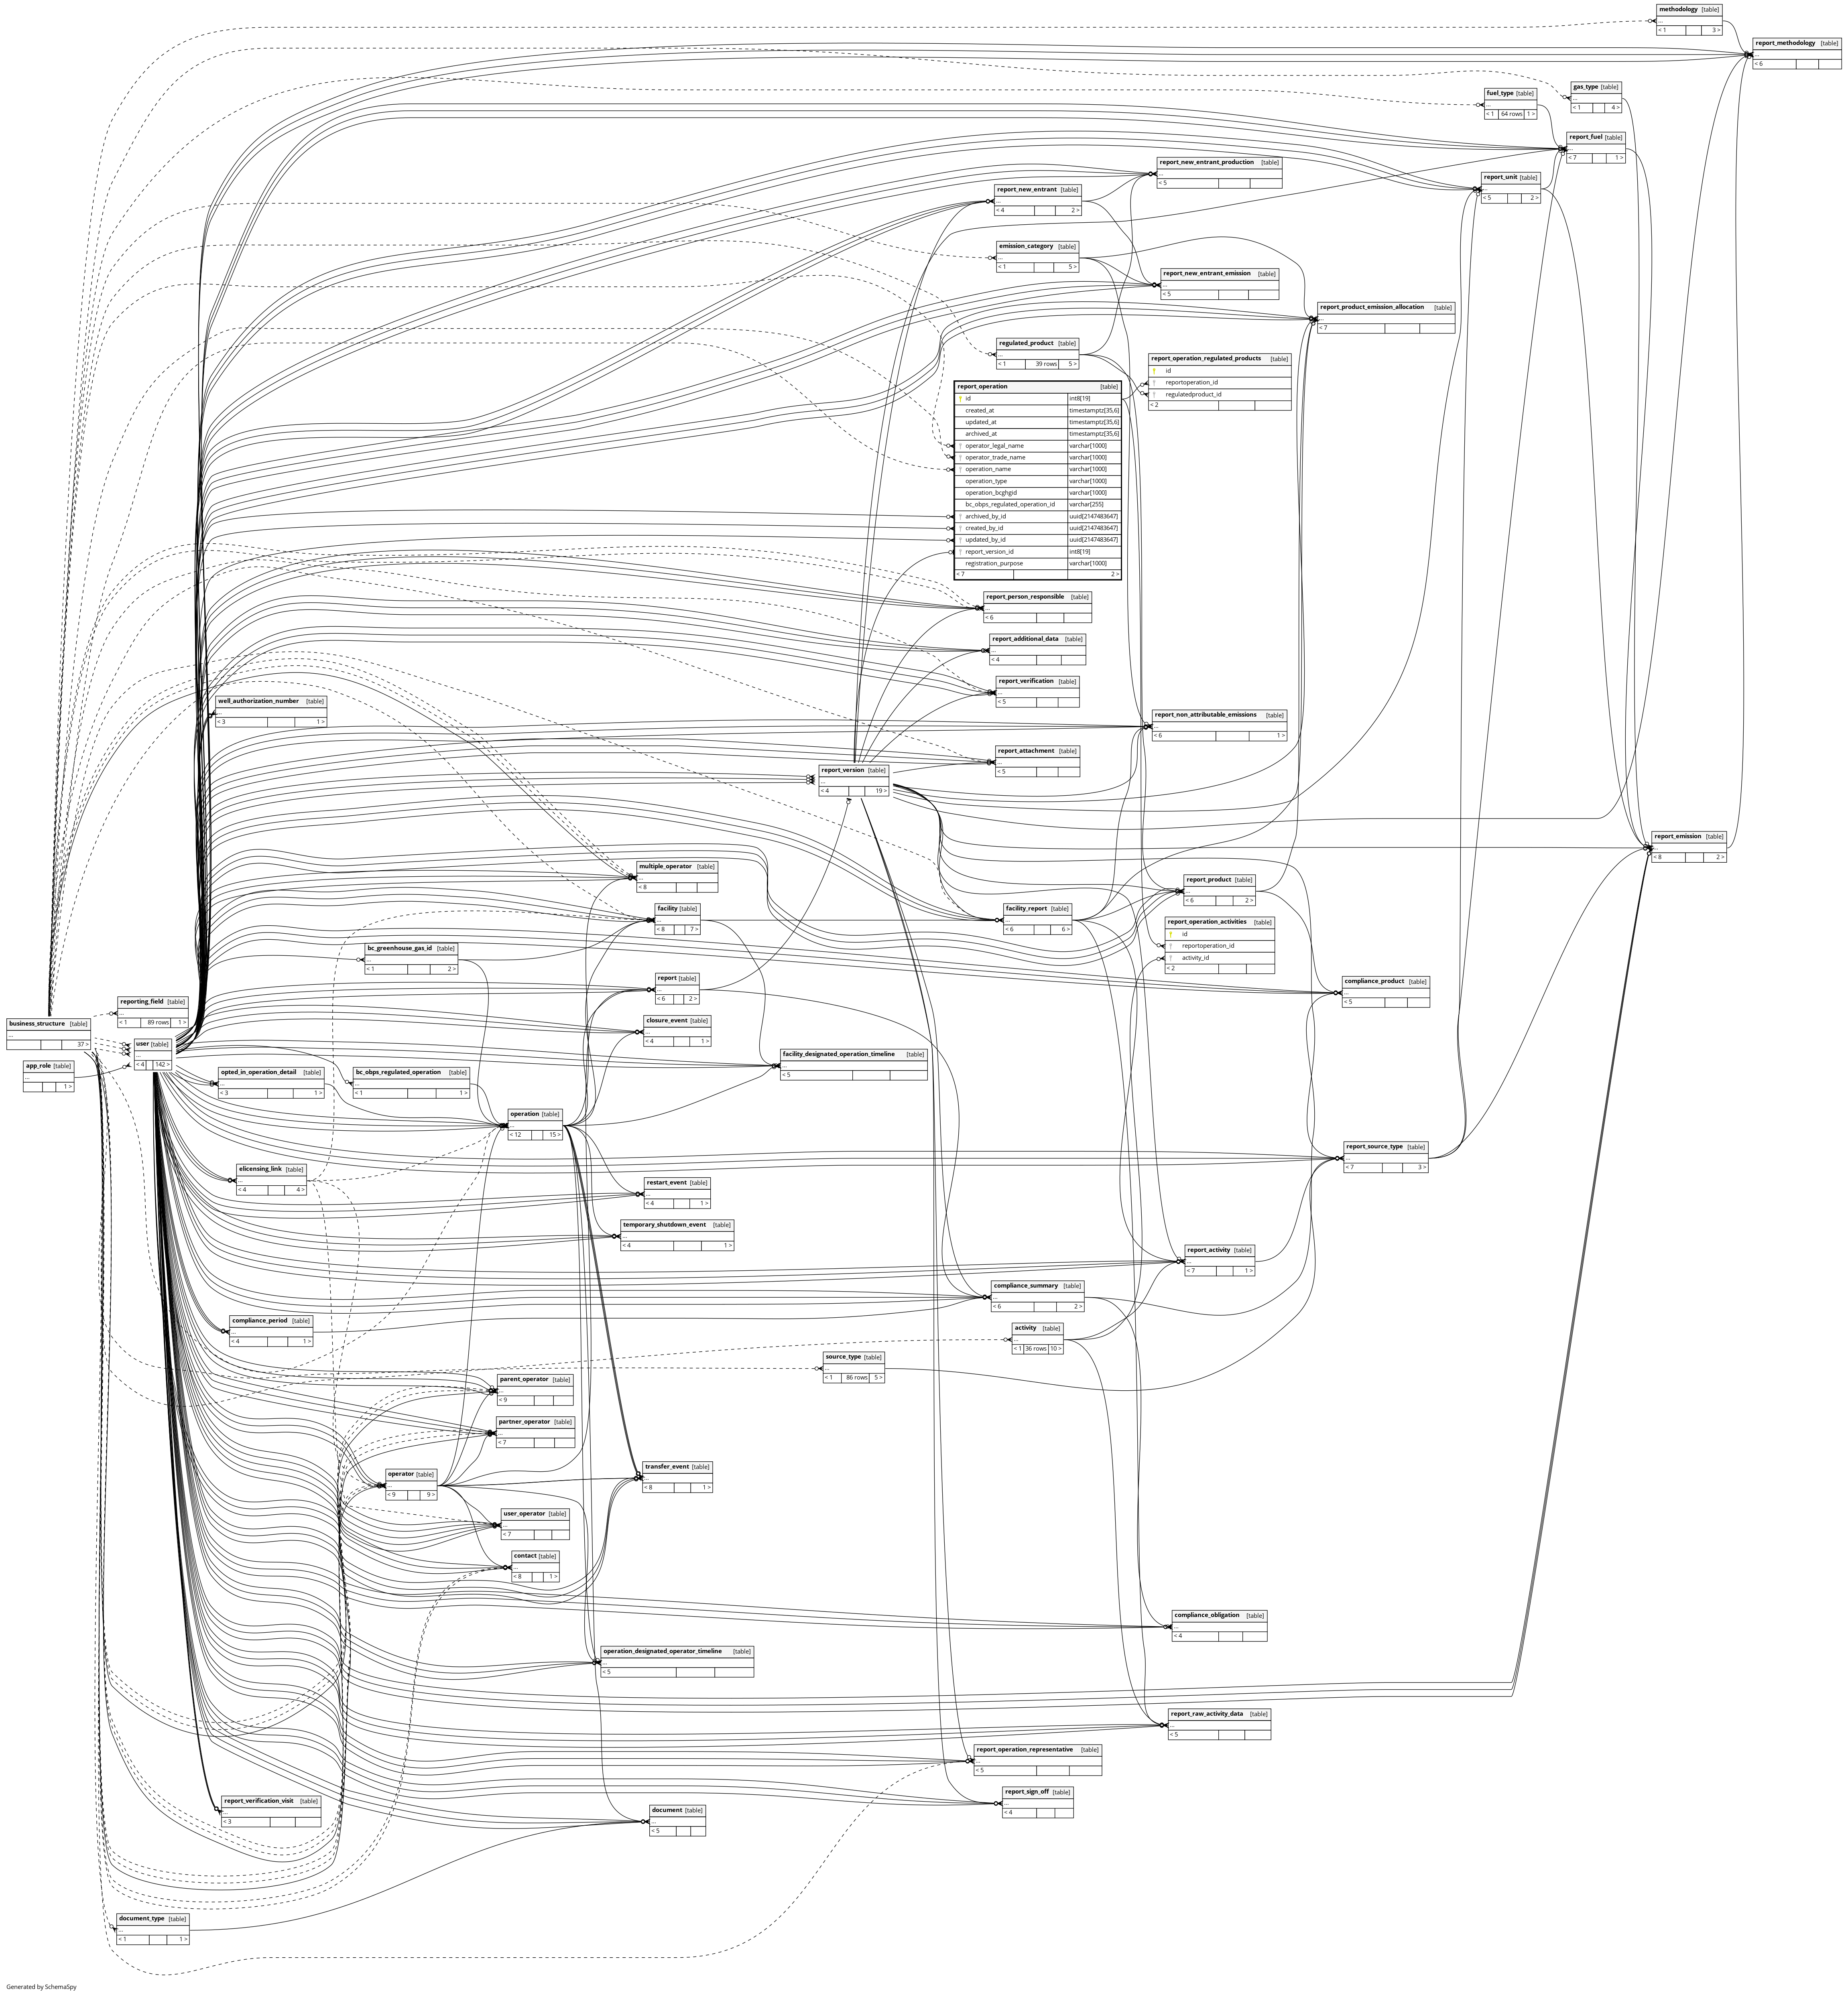 methodology [table]
...
< 1 3 >
report_methodology [table]
...
< 6
gas_type [table]
...
< 1 4 >
fuel_type [table]
...
< 1 64 rows 1 >
report_fuel [table]
...
< 7 1 >
report_new_entrant_production [table]
...
< 5
report_unit [table]
...
< 5 2 >
report_new_entrant [table]
...
< 4 2 >
emission_category [table]
...
< 1 5 >
report_new_entrant_emission [table]
...
< 5
report_product_emission_allocation [table]
...
< 7
regulated_product [table]
...
< 1 39 rows 5 >
report_operation_regulated_products [table]
id
reportoperation_id
regulatedproduct_id
< 2
report_operation [table]
id int8[19]
created_at timestamptz[35,6]
updated_at timestamptz[35,6]
archived_at timestamptz[35,6]
operator_legal_name varchar[1000]
operator_trade_name varchar[1000]
operation_name varchar[1000]
operation_type varchar[1000]
operation_bcghgid varchar[1000]
bc_obps_regulated_operation_id varchar[255]
archived_by_id uuid[2147483647]
created_by_id uuid[2147483647]
updated_by_id uuid[2147483647]
report_version_id int8[19]
registration_purpose varchar[1000]
< 7 2 >
report_person_responsible [table]
...
< 6
report_additional_data [table]
...
< 4
report_verification [table]
...
< 5
well_authorization_number [table]
...
< 3 1 >
report_non_attributable_emissions [table]
...
< 6 1 >
report_attachment [table]
...
< 5
report_version [table]
...
< 4 19 >
report_emission [table]
...
< 8 2 >
multiple_operator [table]
...
< 8
report_product [table]
...
< 6 2 >
facility [table]
...
< 8 7 >
facility_report [table]
...
< 6 6 >
report_operation_activities [table]
id
reportoperation_id
activity_id
< 2
bc_greenhouse_gas_id [table]
...
< 1 2 >
report [table]
...
< 6 2 >
compliance_product [table]
...
< 5
reporting_field [table]
...
< 1 89 rows 1 >
business_structure [table]
...
37 >
closure_event [table]
...
< 4 1 >
user [table]
...
< 4 142 >
facility_designated_operation_timeline [table]
...
< 5
app_role [table]
...
1 >
opted_in_operation_detail [table]
...
< 3 1 >
bc_obps_regulated_operation [table]
...
< 1 1 >
operation [table]
...
< 12 15 >
report_source_type [table]
...
< 7 3 >
elicensing_link [table]
...
< 4 4 >
restart_event [table]
...
< 4 1 >
temporary_shutdown_event [table]
...
< 4 1 >
report_activity [table]
...
< 7 1 >
compliance_summary [table]
...
< 6 2 >
compliance_period [table]
...
< 4 1 >
activity [table]
...
< 1 36 rows 10 >
source_type [table]
...
< 1 86 rows 5 >
parent_operator [table]
...
< 9
partner_operator [table]
...
< 7
transfer_event [table]
...
< 8 1 >
operator [table]
...
< 9 9 >
user_operator [table]
...
< 7
contact [table]
...
< 8 1 >
compliance_obligation [table]
...
< 4
operation_designated_operator_timeline [table]
...
< 5
report_raw_activity_data [table]
...
< 5
report_operation_representative [table]
...
< 5
report_sign_off [table]
...
< 4
report_verification_visit [table]
...
< 3
document [table]
...
< 5
document_type [table]
...
< 1 1 >
Generated by SchemaSpy